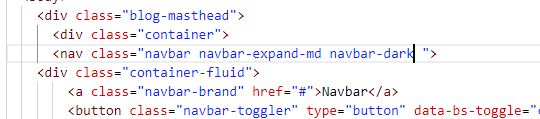 <div class="blog-masthead">
<div class="container">
<nav class="navbar navbar-expand-md navbar-dark ">
<div class="container-fluid">
<a class="navbar-brand" href="#">Navbar</a>
<button class="navbar-toggler" type="button" data-bs-toggle="